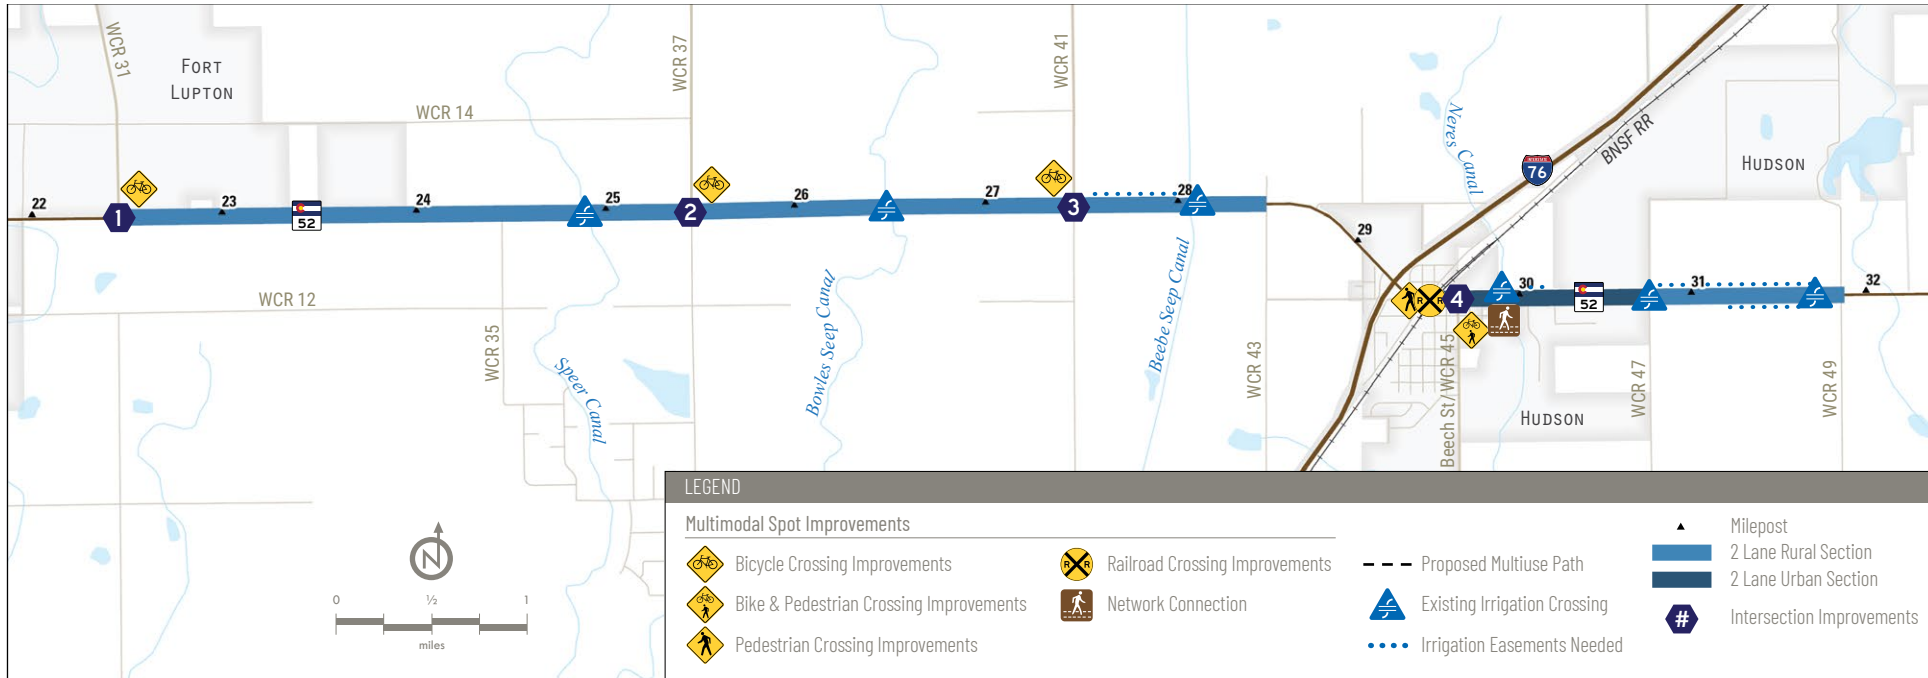 WCR 31
FORT
LUPTON
WCR 14
WCR 37
WCR 41
Neres Canal
BNSF RR
INTERSTATE
76
HUDSON
22
1
23
52
24
25
2
26
27
3
28
29
4
30
52
31
32
R R
WCR 12
WCR 35
Speer Canal
Bowles Seep Canal
Beebe Seep Canal
WCR 43
Beech St/ WCR 45
HUDSON
WCR 47
WCR 49
N
0 ½ 1
miles
LEGEND
Multimodal Spot Improvements
Bicycle Crossing Improvements
Bike & Pedestrian Crossing Improvements
Pedestrian Crossing Improvements
R R Railroad Crossing Improvements
Network Connection
Proposed Multiuse Path
Existing Irrigation Crossing
Irrigation Easements Needed
Milepost
2 Lane Rural Section
2 Lane Urban Section
# Intersection Improvements